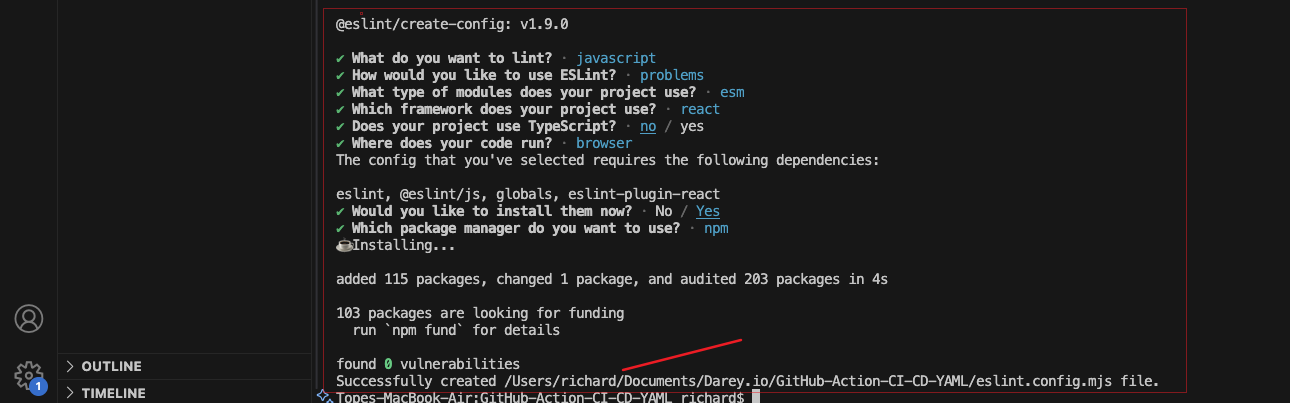 @eslint/create-config: v1.9.0
✔ What do you want to lint? · javascript
✔ How would you like to use ESLint? · problems
✔ What type of modules does your project use? · esm
✔ Which framework does your project use? · react
✔ Does your project use TypeScript? · no / yes
✔ Where does your code run? · browser
The config that you've selected requires the following dependencies:
eslint, @eslint/js, globals, eslint-plugin-react
✔ Would you like to install them now? · No / Yes
✔ Which package manager do you want to use? · npm
☕️Installing...
added 115 packages, changed 1 package, and audited 203 packages in 4s
103 packages are looking for funding
run `npm fund` for details
found 0 vulnerabilities
Successfully created /Users/richard/Documents/Darey.io/GitHub-Action-CI-CD-YAML/eslint.config.mjs file.
Topes-MacBook-Air:GitHub-Action-CI-CD-YAML richard$
OUTLINE
TIMELINE
1